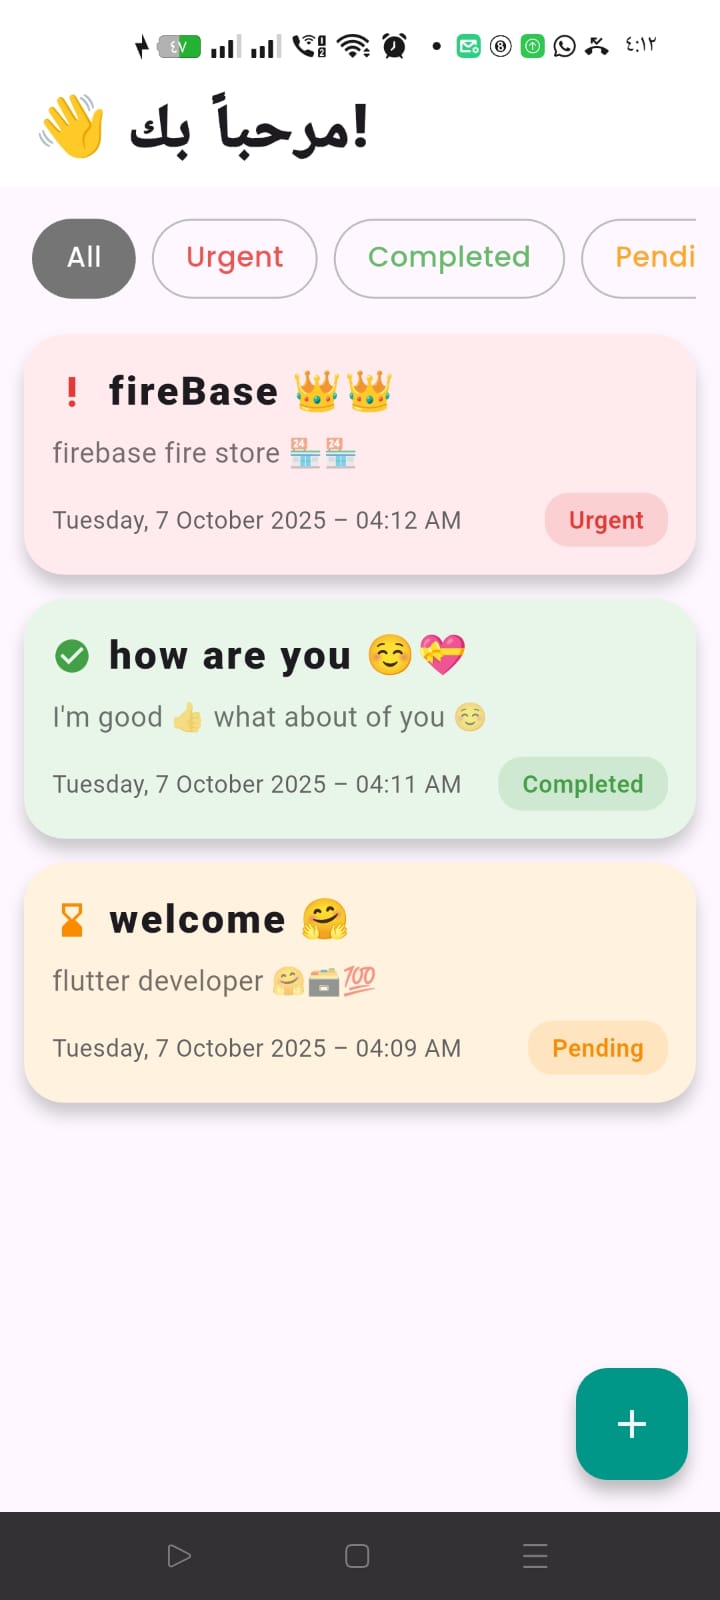 ٤٧ ٤:١٢
👋 مرحباً بك!
All Urgent Completed Pendi
fireBase 👑👑
firebase fire store 🏪🏪
Tuesday, 7 October 2025 – 04:12 AM Urgent
how are you ☺️💝
I'm good 👍 what about of you ☺️
Tuesday, 7 October 2025 – 04:11 AM Completed
welcome 🤗
flutter developer 🤗🗃️💯
Tuesday, 7 October 2025 – 04:09 AM Pending